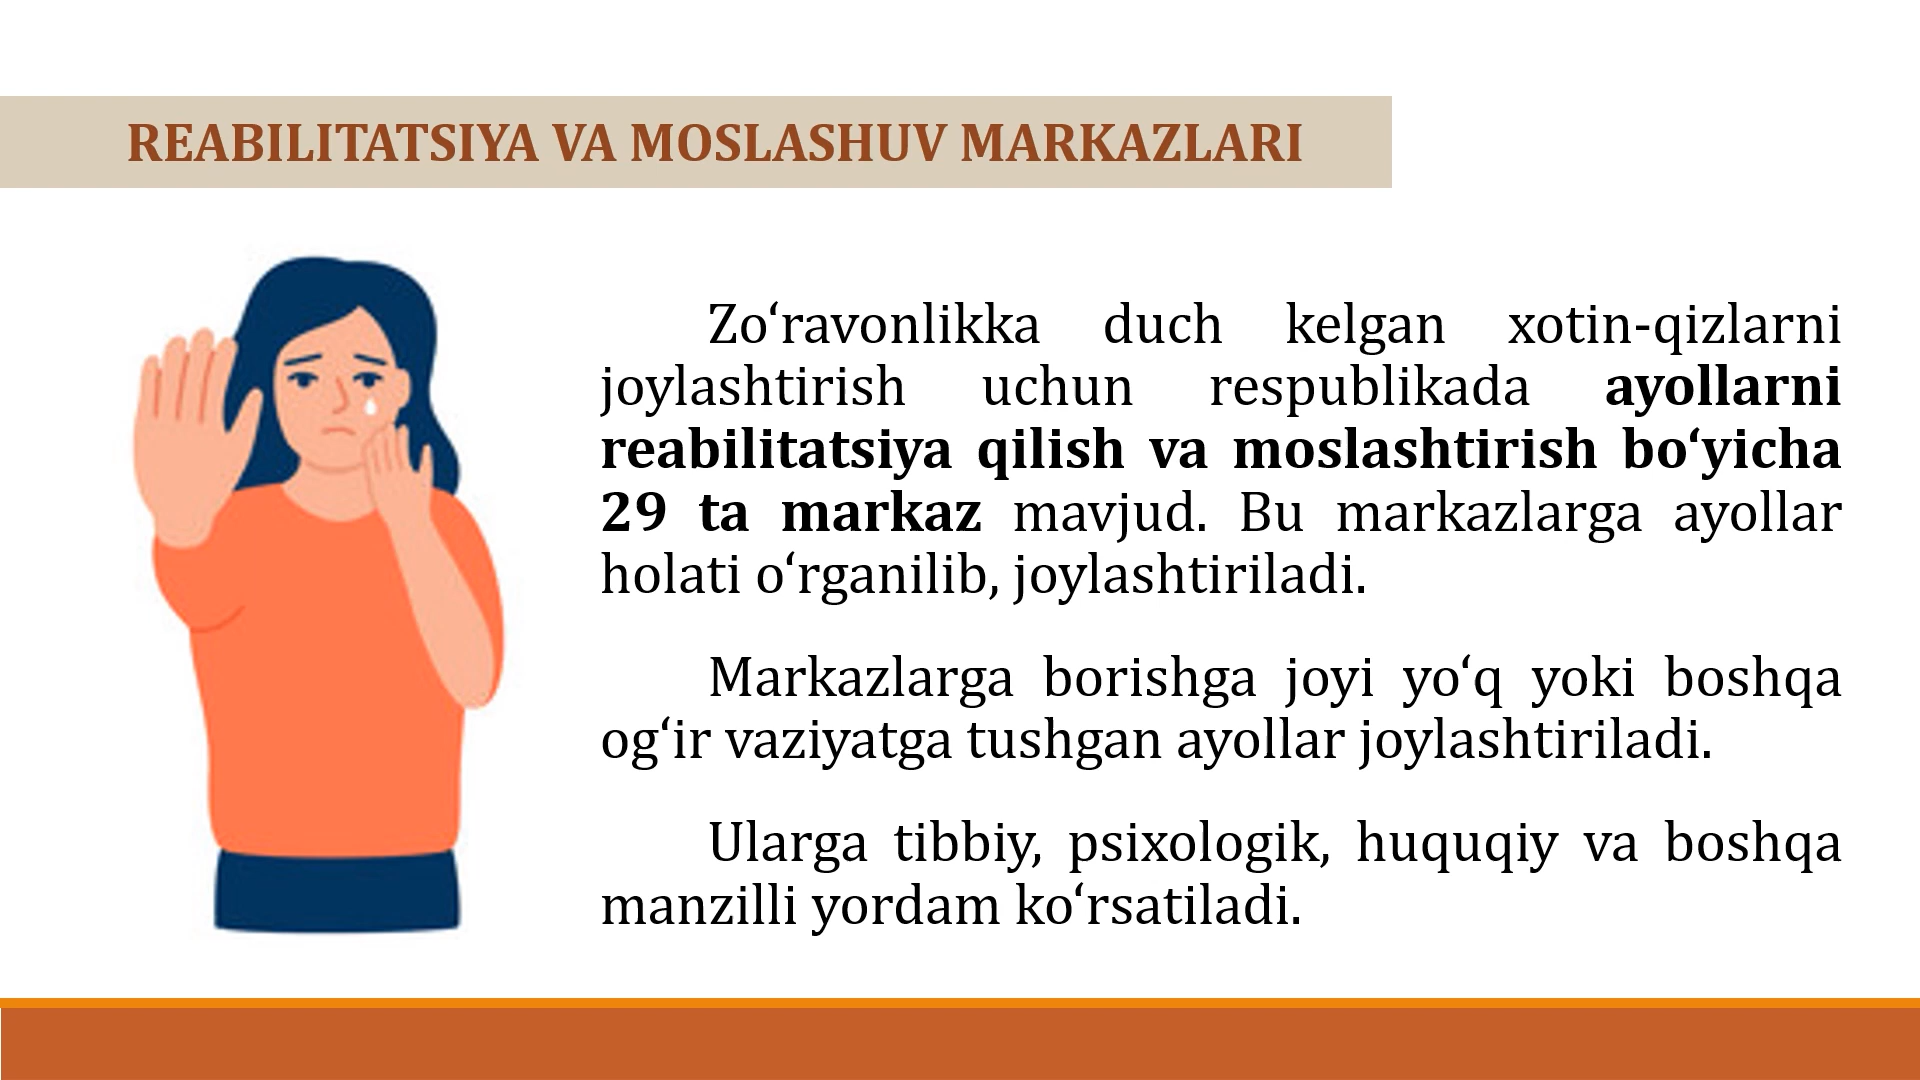 REABILITATSIYA VA MOSLASHUV MARKAZLARI
Zo‘ravonlikka duch kelgan xotin-qizlarni
joylashtirish uchun respublikada ayollarni
reabilitatsiya qilish va moslashtirish bo‘yicha
29 ta markaz mavjud. Bu markazlarga ayollar
holati o‘rganilib, joylashtiriladi.
Markazlarga borishga joyi yo‘q yoki boshqa
og‘ir vaziyatga tushgan ayollar joylashtiriladi.
Ularga tibbiy, psixologik, huquqiy va boshqa
manzilli yordam ko‘rsatiladi.